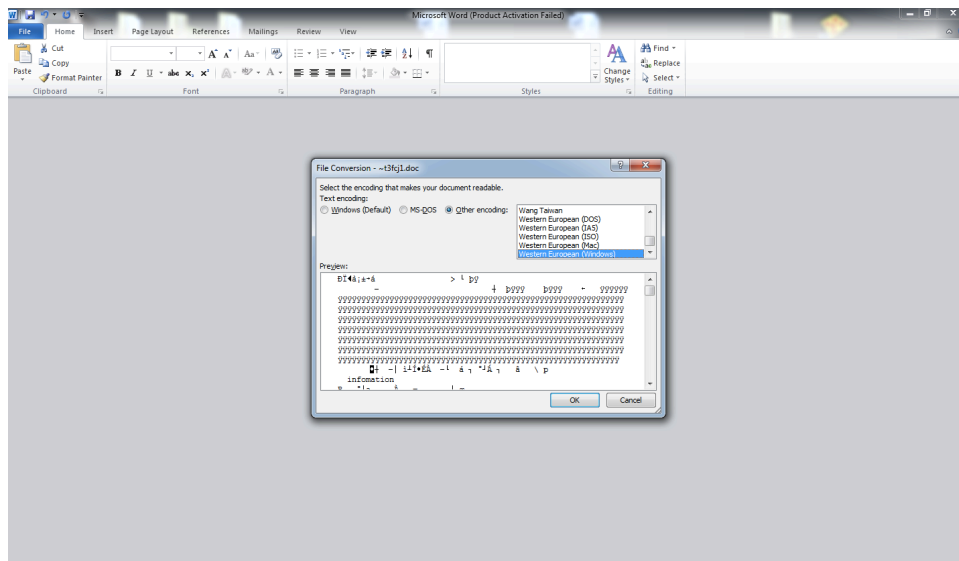 Microsoft Word (Product Activation Failed)
File Home Insert Page Layout References Mailings Review View
Cut
Copy
Format Painter
Paste
Clipboard
Font
Paragraph
Styles
Change Styles
Find
Replace
Select
Editing
File Conversion - ~t3fcj1.doc
Select the encoding that makes your document readable.
Text encoding:
Windows (Default) MS-DOS Other encoding:
Wang Taiwan
Western European (DOS)
Western European (IA5)
Western European (ISO)
Western European (Mac)
Western European (Windows)
Preview:
infomation
OK Cancel